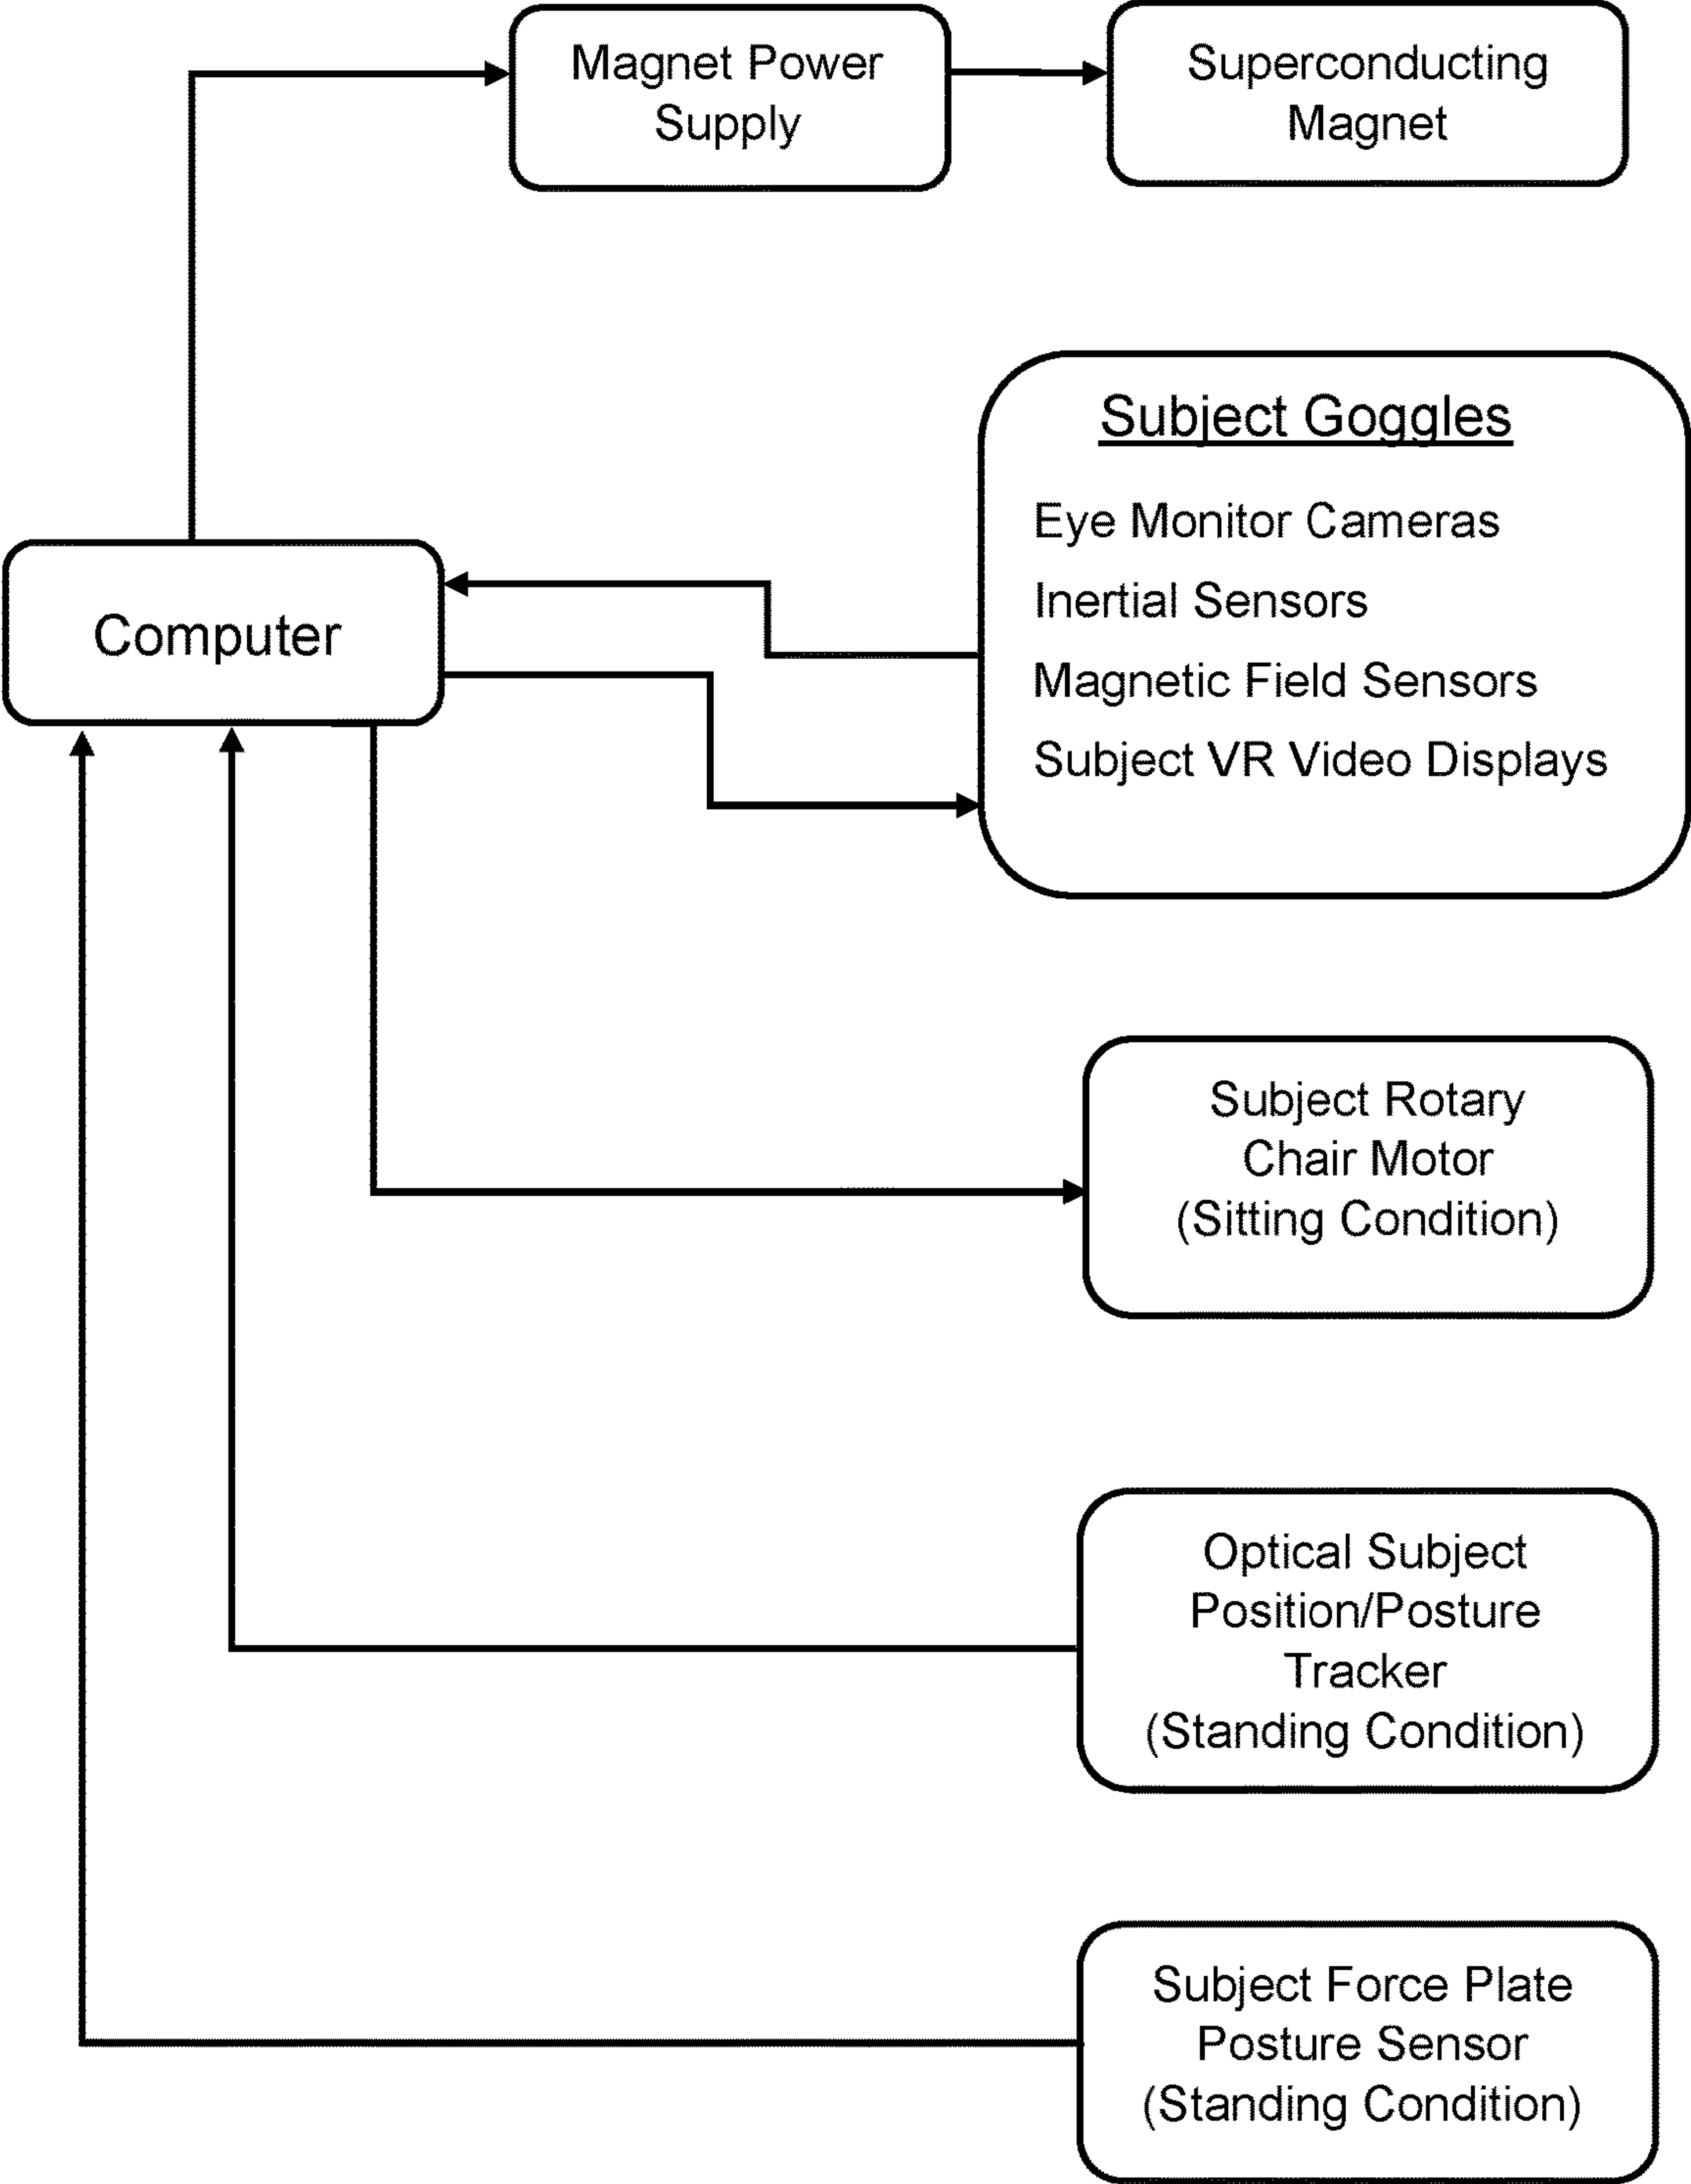 Magnet Power
Supply
Superconducting
Magnet
Subject Goggles
Eye Monitor Cameras
Inertial Sensors
Magnetic Field Sensors
Subject VR Video Displays
Computer
Subject Rotary
Chair Motor
(Sitting Condition)
Optical Subject
Position/Posture
Tracker
(Standing Condition)
Subject Force Plate
Posture Sensor
(Standing Condition)